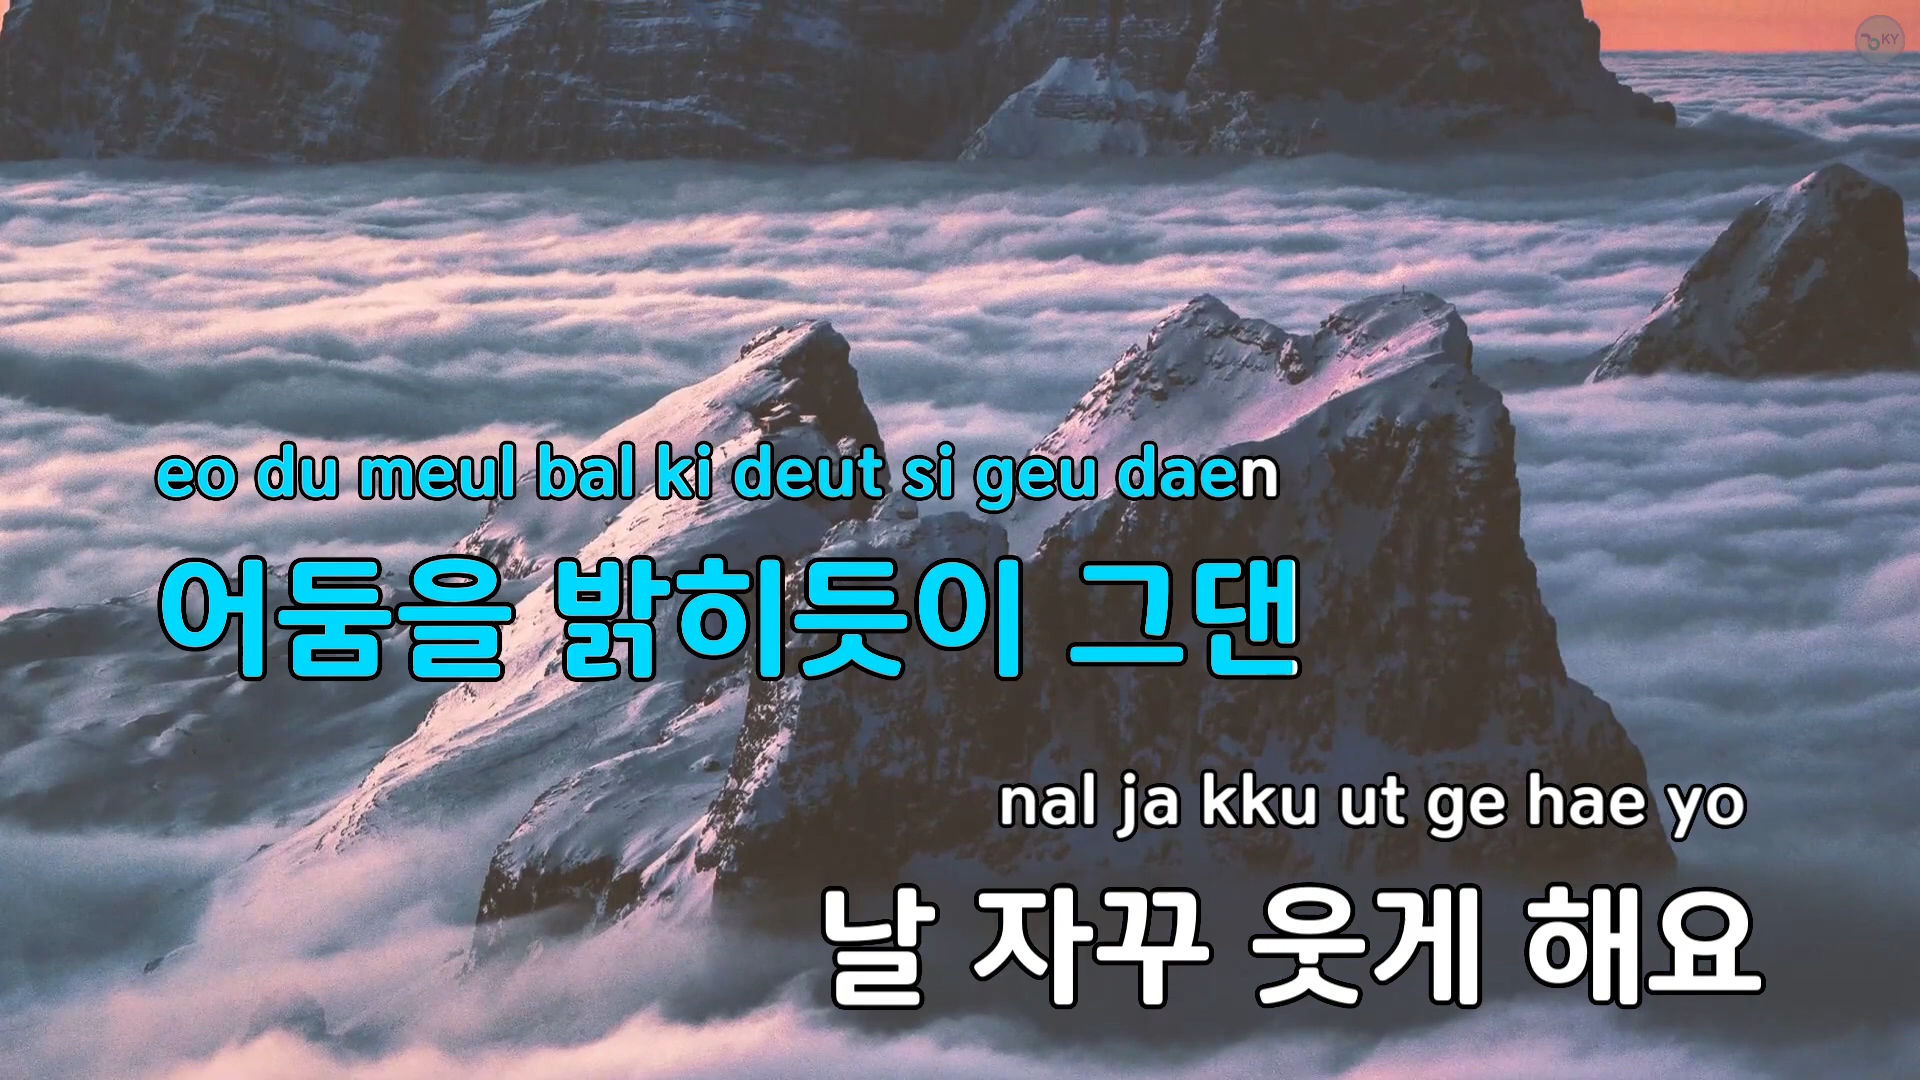 KY
eo du meul bal ki deut si geu daen
어둠을 밝히듯이 그댄
nal ja kku ut ge hae yo
날 자꾸 웃게 해요